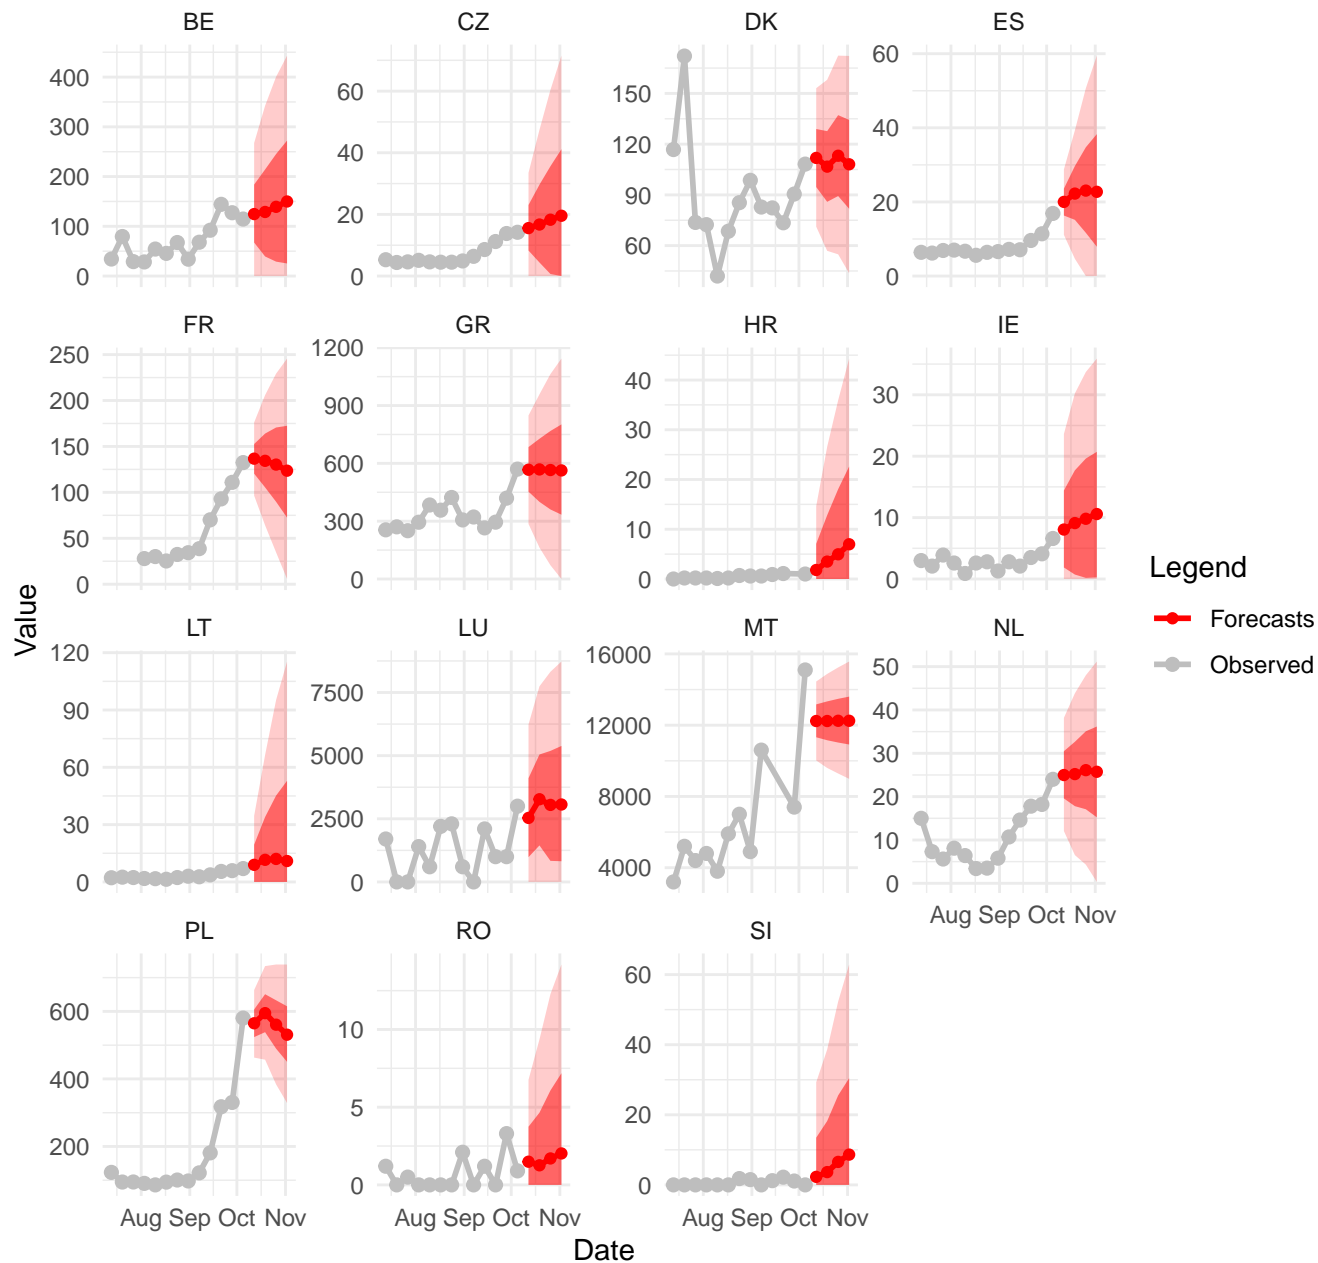 BE CZ DK ES
400 60 150 60
300 40 120 40
200 20 90 20
100 0 60 0
0
FR GR HR IE
250 1200 40 30
200 900 30 20
150 600 20 10
100 300 10 0
50 0 0
0
LT LU MT NL
120 7500 16000 50
90 5000 12000 40
60 2500 8000 30
30 0 4000 20
0 10
0
Aug Sep Oct Nov
PL RO SI
600 10 60
400 5 40
200 0 20
0
Aug Sep Oct Nov Aug Sep Oct Nov Aug Sep Oct Nov
Date
Value
Legend
Forecasts
Observed